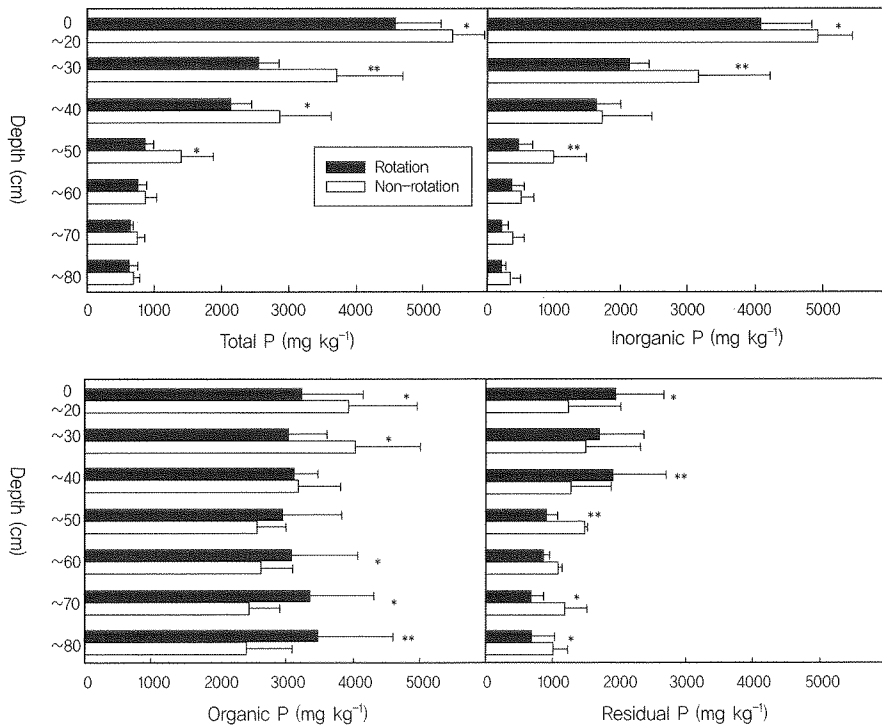 0
~20
~30
~40
~50
~60
~70
~80
Depth (cm)
*
**
*
*
Rotation
Non-rotation
0 1000 2000 3000 4000 5000
Total P (mg kg⁻¹)
*
**
**
0 1000 2000 3000 4000 5000
Inorganic P (mg kg⁻¹)
0
~20
~30
~40
~50
~60
~70
~80
Depth (cm)
*
*
*
*
**
0 1000 2000 3000 4000 5000
Organic P (mg kg⁻¹)
*
**
**
*
*
0 1000 2000 3000 4000 5000
Residual P (mg kg⁻¹)